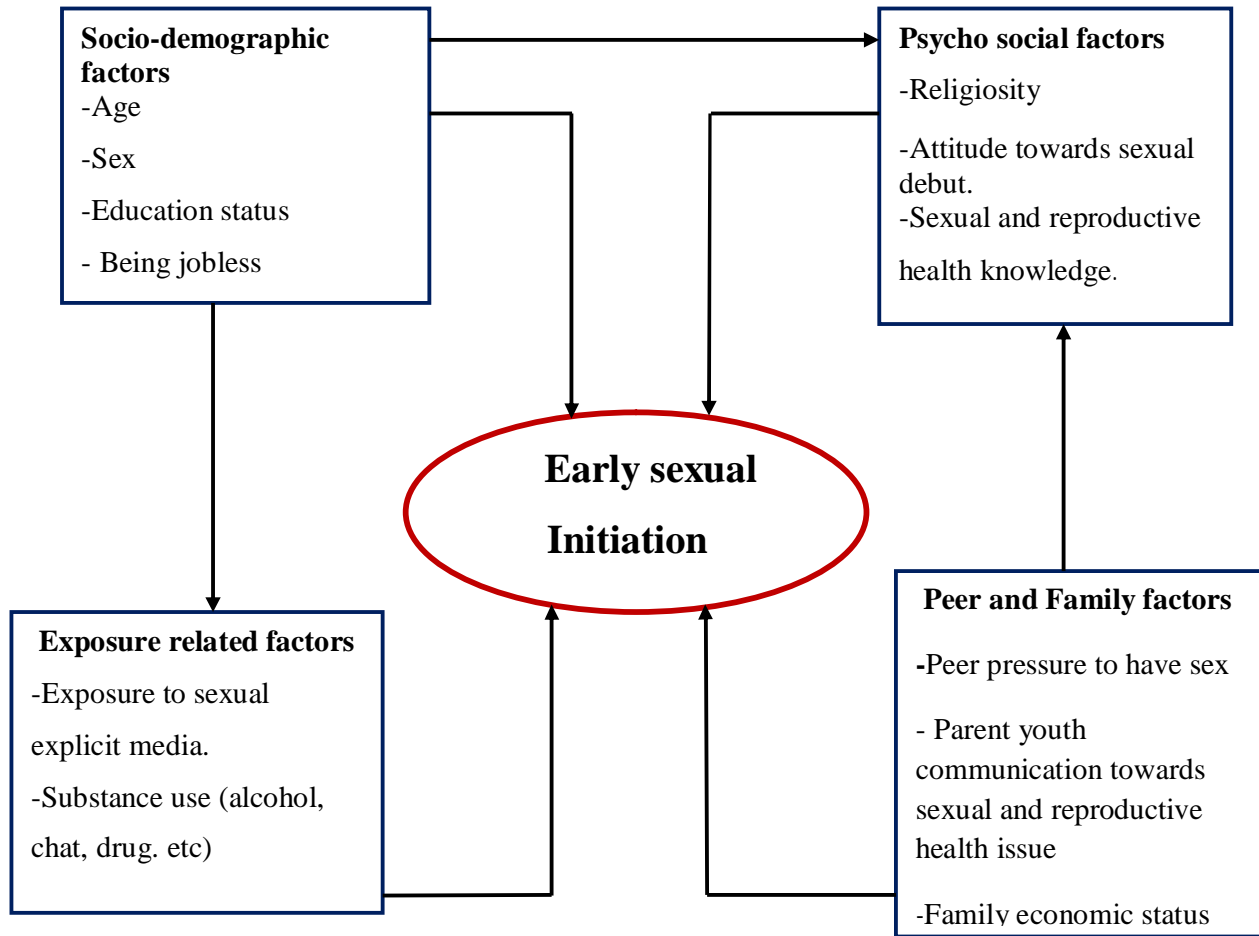 Socio-demographic
factors
-Age
-Sex
-Education status
- Being jobless
Psycho social factors
-Religiosity
-Attitude towards sexual
debut.
-Sexual and reproductive
health knowledge.
Early sexual
Initiation
Exposure related factors
-Exposure to sexual
explicit media.
-Substance use (alcohol,
chat, drug. etc)
Peer and Family factors
-Peer pressure to have sex
- Parent youth
communication towards
sexual and reproductive
health issue
-Family economic status